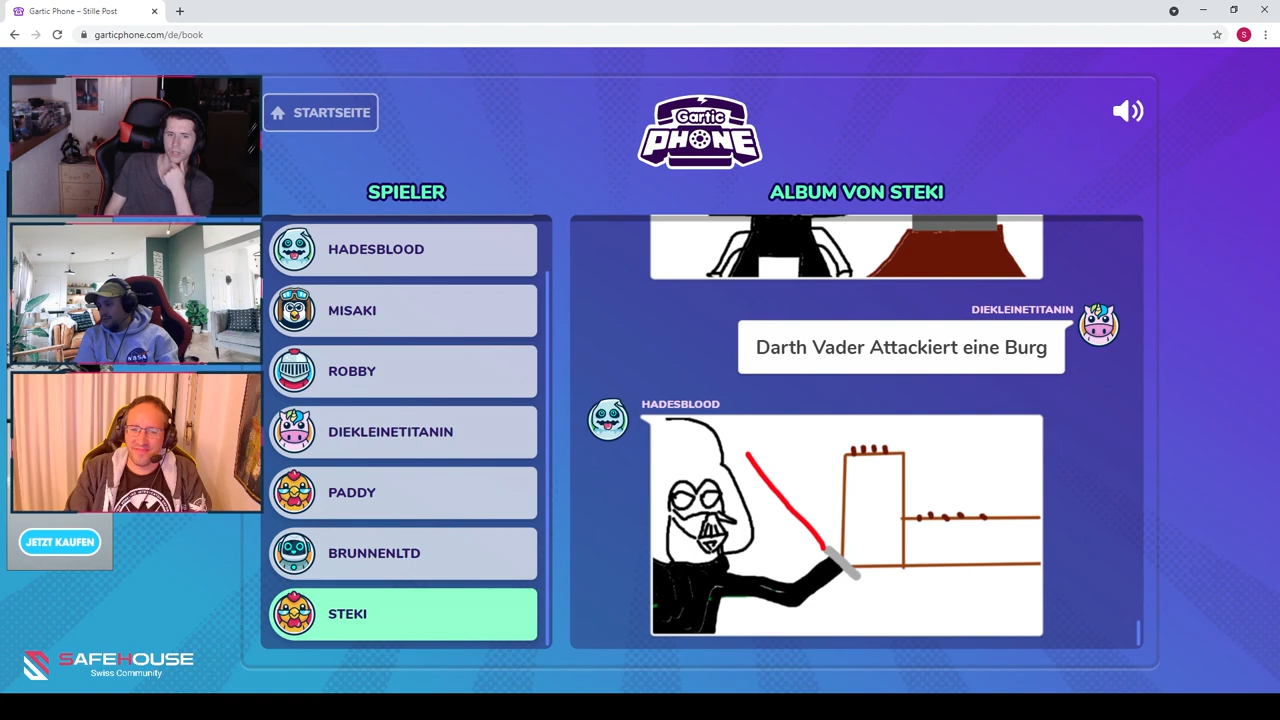 Gartic Phone – Stille Post
garticphone.com/de/book
S
STARTSEITE
Gartic
PHONE
SPIELER
ALBUM VON STEKI
HADESBLOOD
MISAKI
ROBBY
DIEKLEINETITANIN
PADDY
BRUNNENLTD
STEKI
DIEKLEINETITANIN
Darth Vader Attackiert eine Burg
HADESBLOOD
NASA
JETZT KAUFEN
SAFEHOUSE
Swiss Community